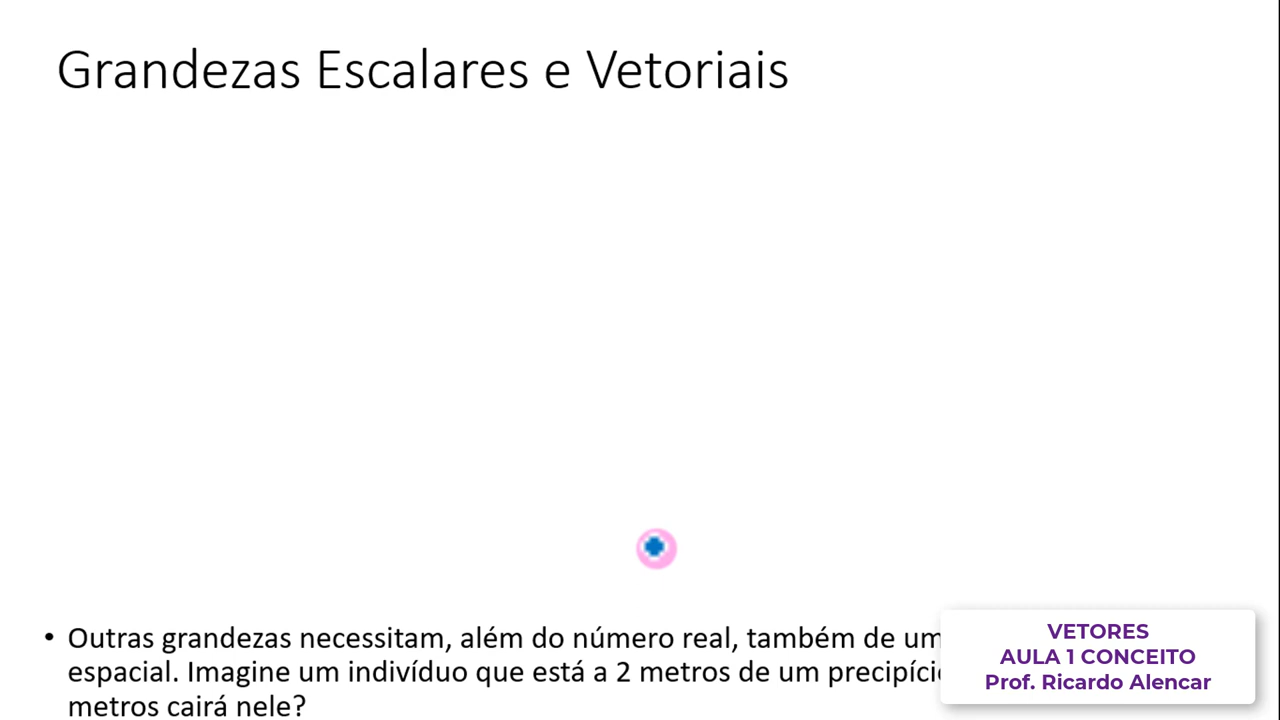 Grandezas Escalares e Vetoriais
• Outras grandezas necessitam, além do número real, também de um
espacial. Imagine um indivíduo que está a 2 metros de um
metros cairá nele?
VETORES
AULA 1 CONCEITO
Prof. Ricardo Alencar